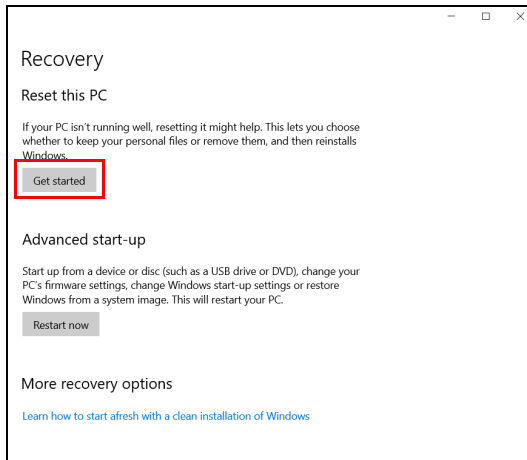 Recovery
Reset this PC
If your PC isn't running well, resetting it might help. This lets you choose
whether to keep your personal files or remove them, and then reinstalls
Windows.
Get started
Advanced start-up
Start up from a device or disc (such as a USB drive or DVD), change your
PC's firmware settings, change Windows start-up settings or restore
Windows from a system image. This will restart your PC.
Restart now
More recovery options
Learn how to start afresh with a clean installation of Windows